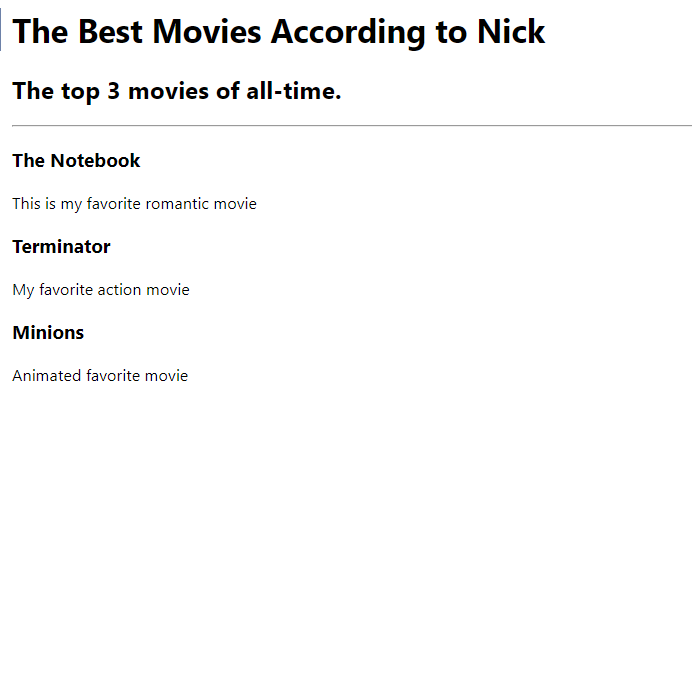 The Best Movies According to Nick
The top 3 movies of all-time.
The Notebook
This is my favorite romantic movie
Terminator
My favorite action movie
Minions
Animated favorite movie